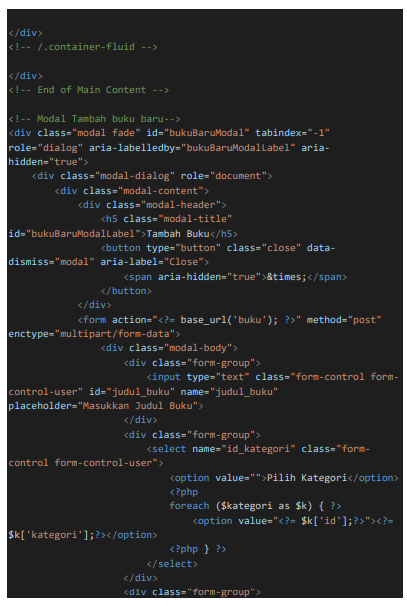 </div>
<!-- /.container-fluid -->
</div>
<!-- End of Main Content -->
<!-- Modal Tambah buku baru-->
<div class="modal fade" id="bukuBaruModal" tabindex="-1"
role="dialog" aria-labelledby="bukuBaruModalLabel" aria-
hidden="true">
<div class="modal-dialog" role="document">
<div class="modal-content">
<div class="modal-header">
<h5 class="modal-title"
id="bukuBaruModalLabel">Tambah Buku</h5>
<button type="button" class="close" data-
dismiss="modal" aria-label="Close">
<span aria-hidden="true">&times;</span>
</button>
</div>
<form action="<?= base_url('buku'); ?>" method="post"
enctype="multipart/form-data">
<div class="modal-body">
<div class="form-group">
<input type="text" class="form-control form-
control-user" id="judul_buku" name="judul_buku"
placeholder="Masukkan Judul Buku">
</div>
<div class="form-group">
<select name="id_kategori" class="form-
control form-control-user">
<option value="">Pilih Kategori</option>
<?php
foreach ($kategori as $k) { ?>
<option value="<?= $k['id'];?>"><?=
$k['kategori'];?></option>
<?php } ?>
</select>
</div>
<div class="form-group">